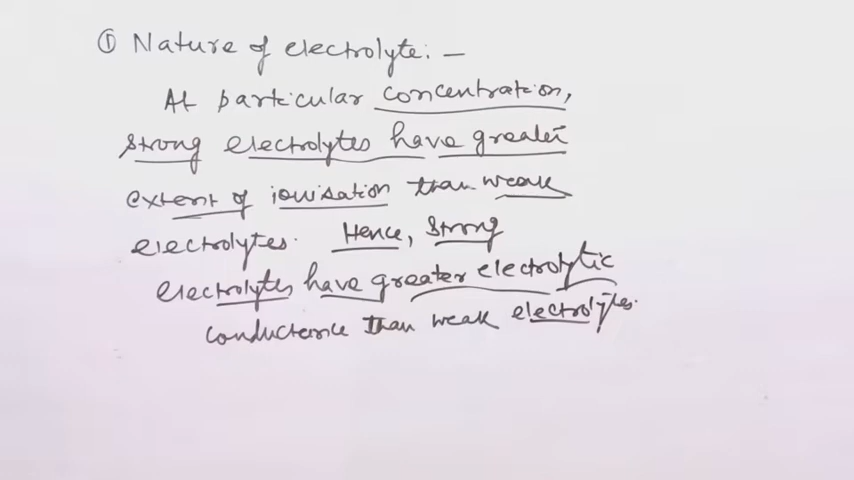 ① Nature of electrolyte: –
At particular concentration,
strong electrolytes have greater
extent of ionisation than weak
electrolytes. Hence, Strong
electrolytes have greater electrolytic
conductance than weak electrolytes.